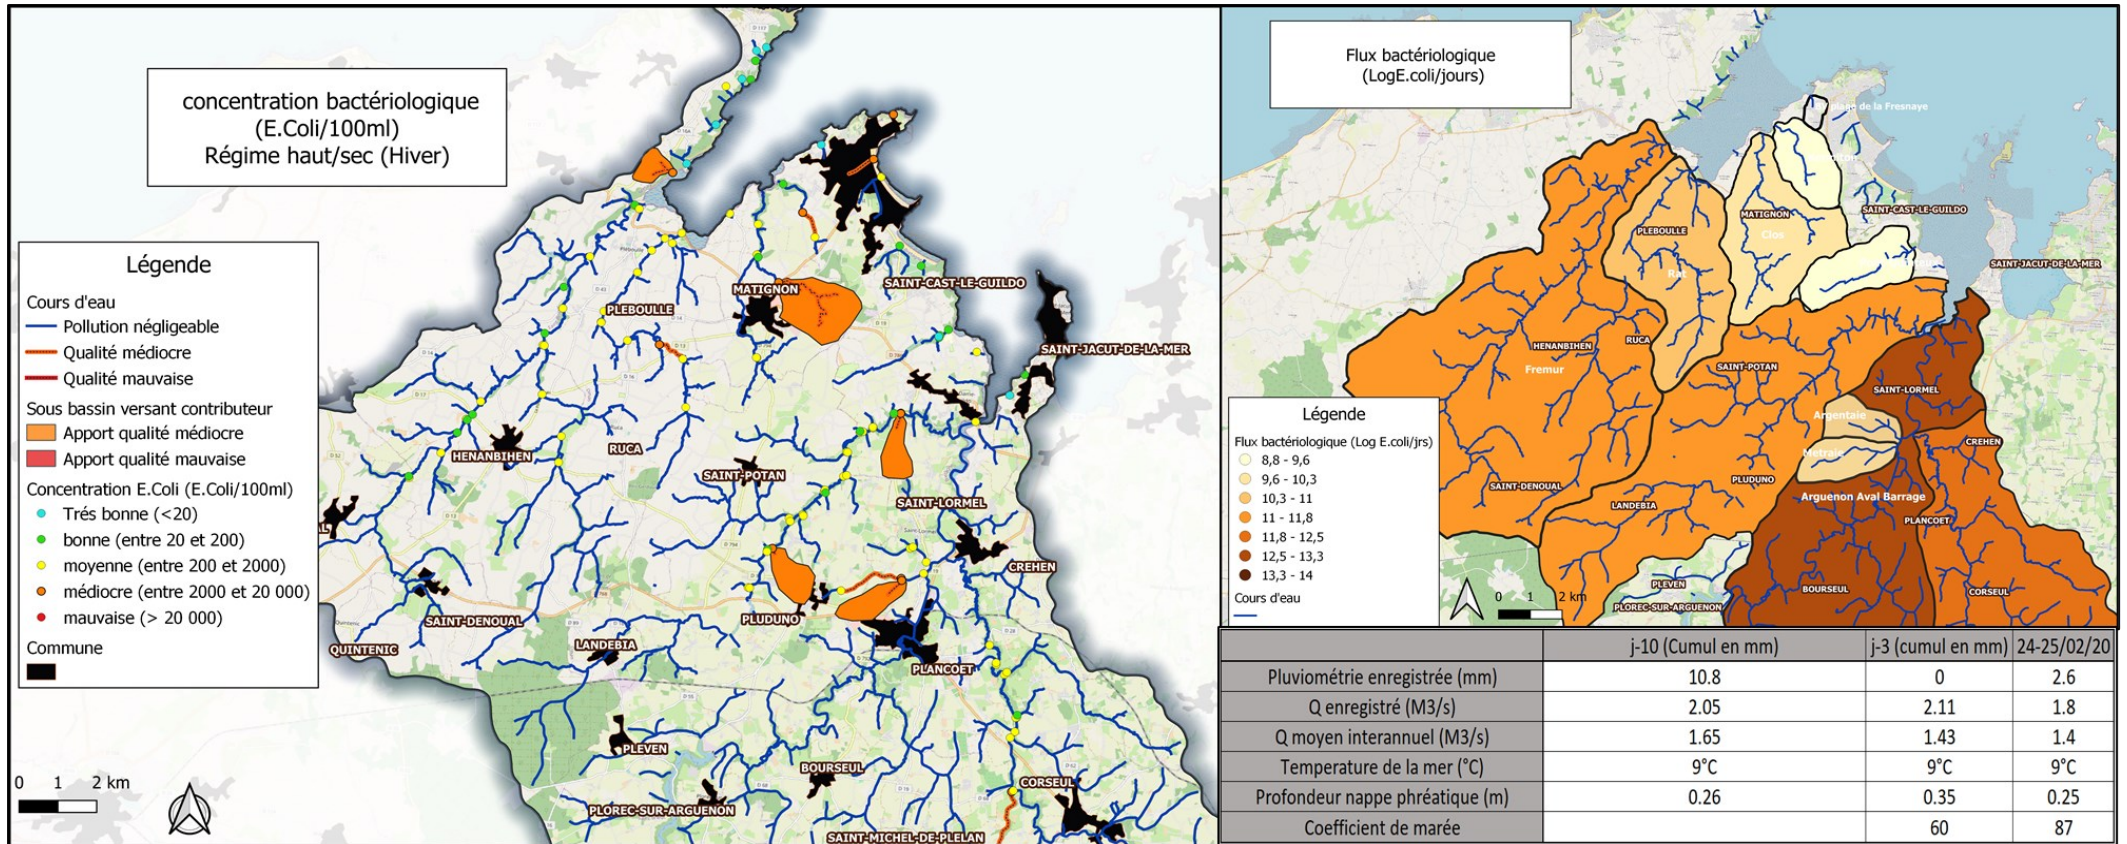 concentration bactériologique
(E.Coli/100ml)
Régime haut/sec (Hiver)
Légende
Cours d'eau
Pollution négligeable
Qualité médiocre
Qualité mauvaise
Sous bassin versant contributeur
Apport qualité médiocre
Apport qualité mauvaise
Concentration E.Coli (E.Coli/100ml)
Trés bonne (<20)
bonne (entre 20 et 200)
moyenne (entre 200 et 2000)
médiocre (entre 2000 et 20 000)
mauvaise (> 20 000)
Commune
0 1 2 km
MATIGNON
SAINT-CAST-LE-GUILDO
PLEBOULLE
SAINT-JACUT-DE-LA-MER
HENANBIHEN
RUCA
SAINT-POTAN
SAINT-LORMEL
CREHEN
SAINT-DENOUAL
PLUDUNO
QUINTENIC
LANDEBIA
PLANCOET
PLEVEN
BOURSEUL
CORSEUL
PLOREC-SUR-ARGUENON
SAINT-MICHEL-DE-PLELAN
Flux bactériologique
(LogE.coli/jours)
plage de la Fresnaye
MATIGNON
SAINT-CAST-LE-GUILDO
PLEBOULLE
Clos
Rat
SAINT-JACUT-DE-LA-MER
HENANBIHEN
RUCA
Fremur
SAINT-POTAN
SAINT-LORMEL
Argentaie
CREHEN
Metraie
SAINT-DENOUAL
PLUDUNO
LANDEBIA
Arguenon Aval Barrage
PLANCOET
PLEVEN
BOURSEUL
CORSEUL
PLOREC-SUR-ARGUENON
Légende
Flux bactériologique (Log E.coli/jrs)
8,8 - 9,6
9,6 - 10,3
10,3 - 11
11 - 11,8
11,8 - 12,5
12,5 - 13,3
13,3 - 14
Cours d'eau
0 1 2 km
j-10 (Cumul en mm) j-3 (cumul en mm) 24-25/02/20
Pluviométrie enregistrée (mm) 10.8 0 2.6
Q enregistré (M3/s) 2.05 2.11 1.8
Q moyen interannuel (M3/s) 1.65 1.43 1.4
Temperature de la mer (°C) 9°C 9°C 9°C
Profondeur nappe phréatique (m) 0.26 0.35 0.25
Coefficient de marée 60 87